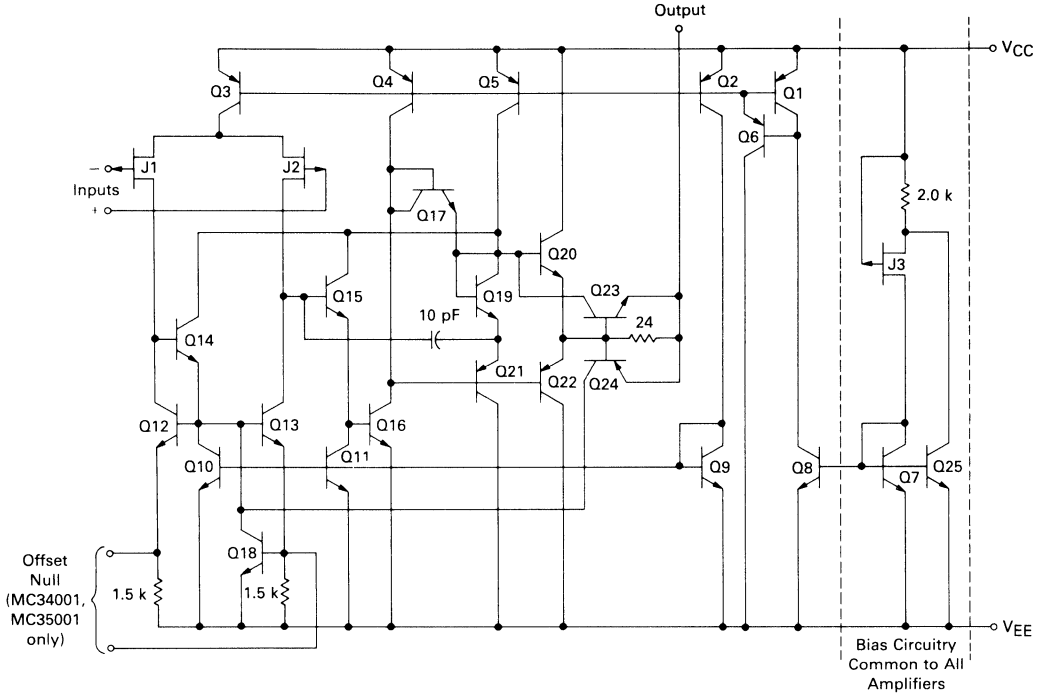 Output
VCC
Q3
Q4
Q5
Q2
Q1
Q6
−
J1
J2
Inputs
+
2.0 k
Q17
Q20
J3
Q15
Q19
Q23
10 pF
24
Q14
Q21
Q22
Q24
Q12
Q13
Q16
Q10
Q11
Q9
Q8
Q7
Q25
Q18
Offset
Null
(MC34001,
MC35001
only)
1.5 k
1.5 k
VEE
Bias Circuitry
Common to All
Amplifiers